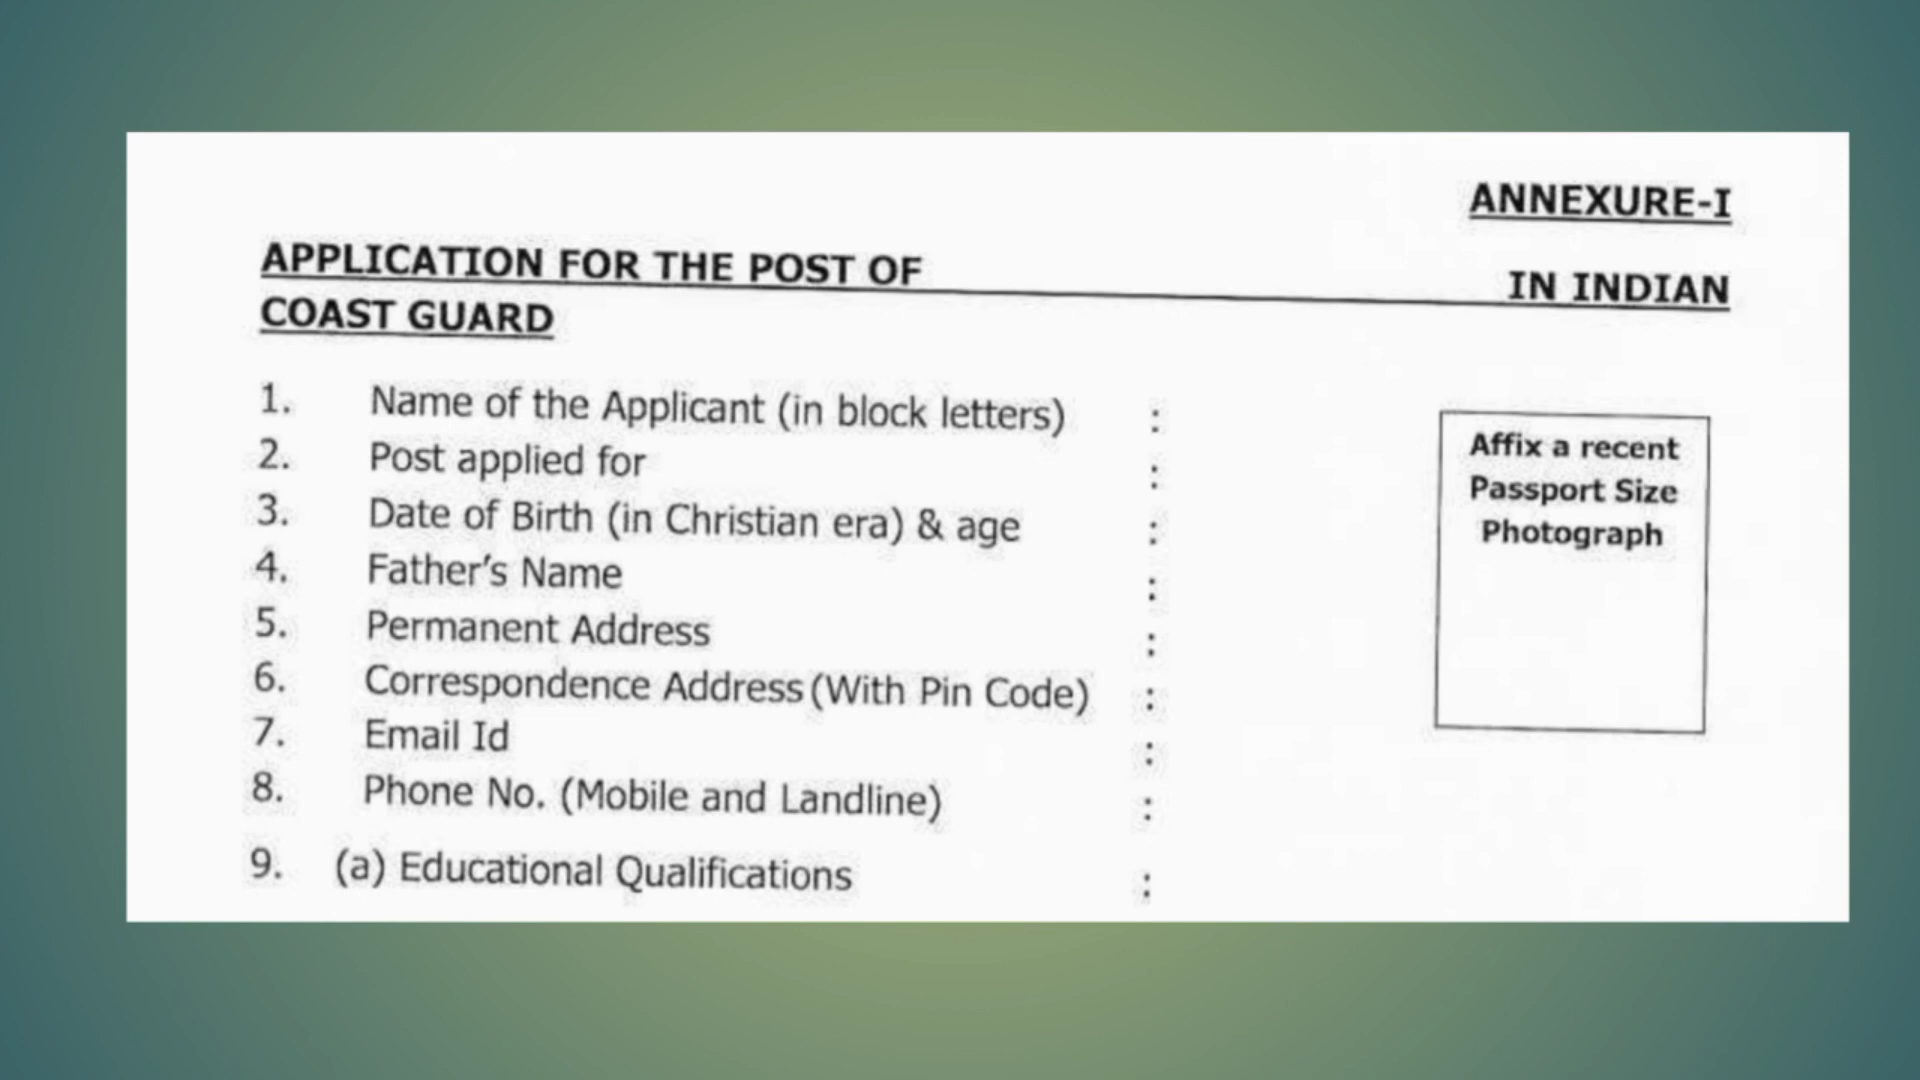 ANNEXURE-I
APPLICATION FOR THE POST OF IN INDIAN
COAST GUARD
1. Name of the Applicant (in block letters) :
2. Post applied for :
3. Date of Birth (in Christian era) & age :
4. Father's Name :
5. Permanent Address :
6. Correspondence Address (With Pin Code) :
7. Email Id :
8. Phone No. (Mobile and Landline) :
9. (a) Educational Qualifications :
Affix a recent
Passport Size
Photograph